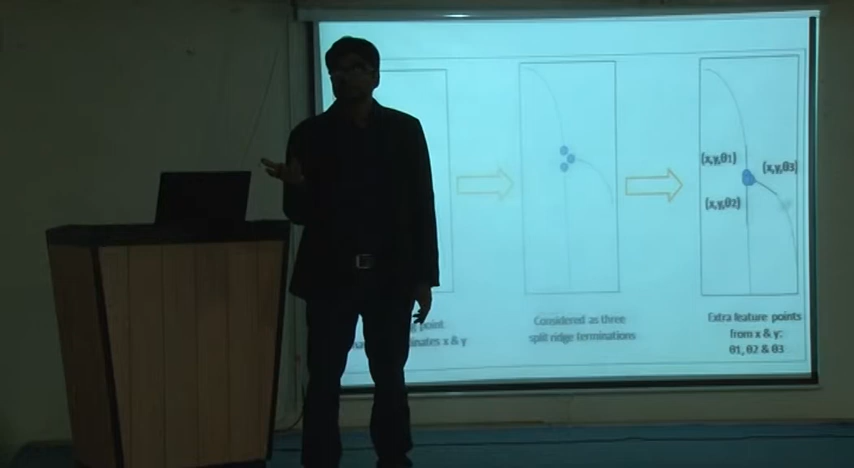 (x,y,θ1)
(x,y,θ3)
(x,y,θ2)
point
x & y
Considered as three
split ridge terminations
Extra feature points
from x & y:
θ1, θ2 & θ3